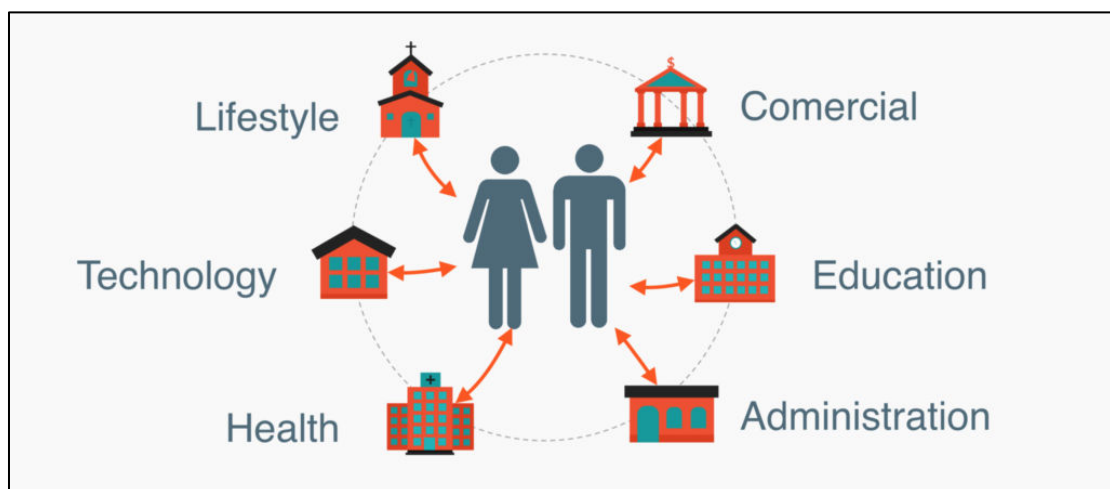 Lifestyle
$
Comercial
Technology
Education
Health
Administration